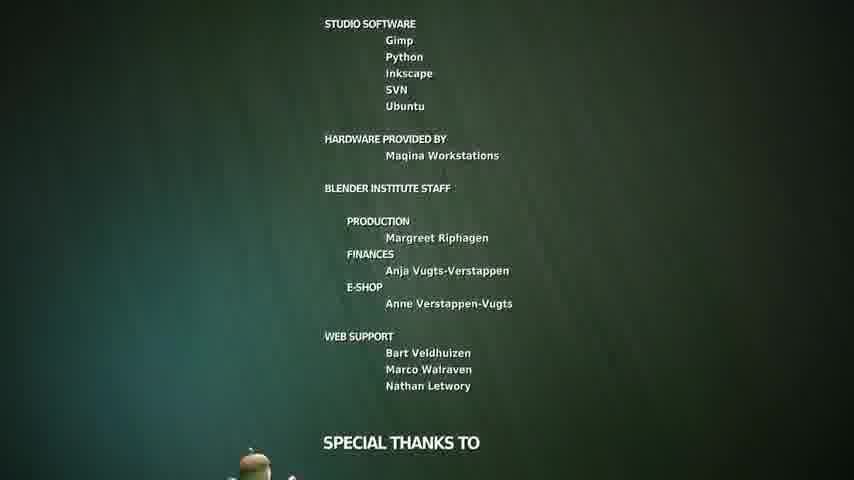 STUDIO SOFTWARE
Gimp
Python
Inkscape
SVN
Ubuntu
HARDWARE PROVIDED BY
Maqina Workstations
BLENDER INSTITUTE STAFF
PRODUCTION
Margreet Riphagen
FINANCES
Anja Vugts-Verstappen
E-SHOP
Anne Verstappen-Vugts
WEB SUPPORT
Bart Veldhuizen
Marco Walraven
Nathan Letwory
SPECIAL THANKS TO